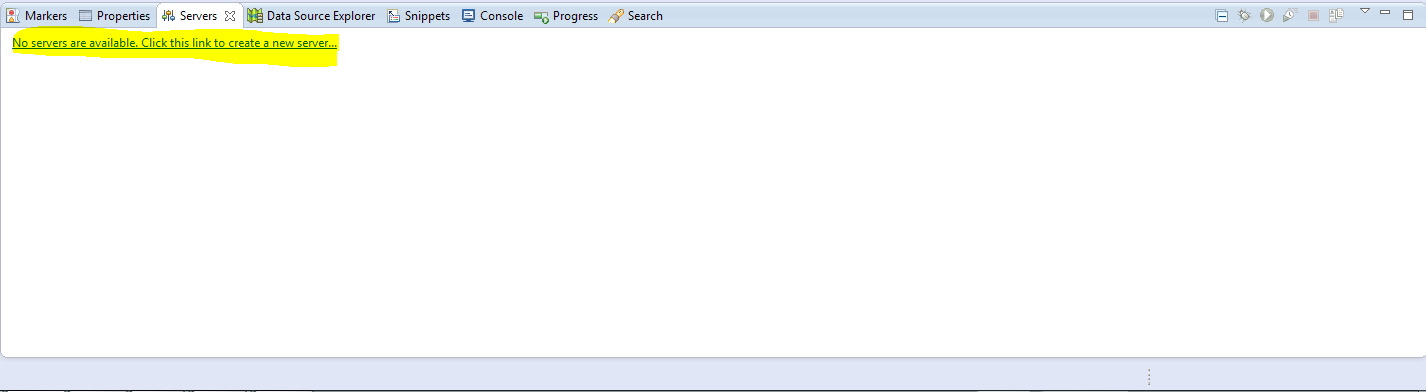 Markers Properties Servers Data Source Explorer Snippets Console Progress Search
No servers are available. Click this link to create a new server...